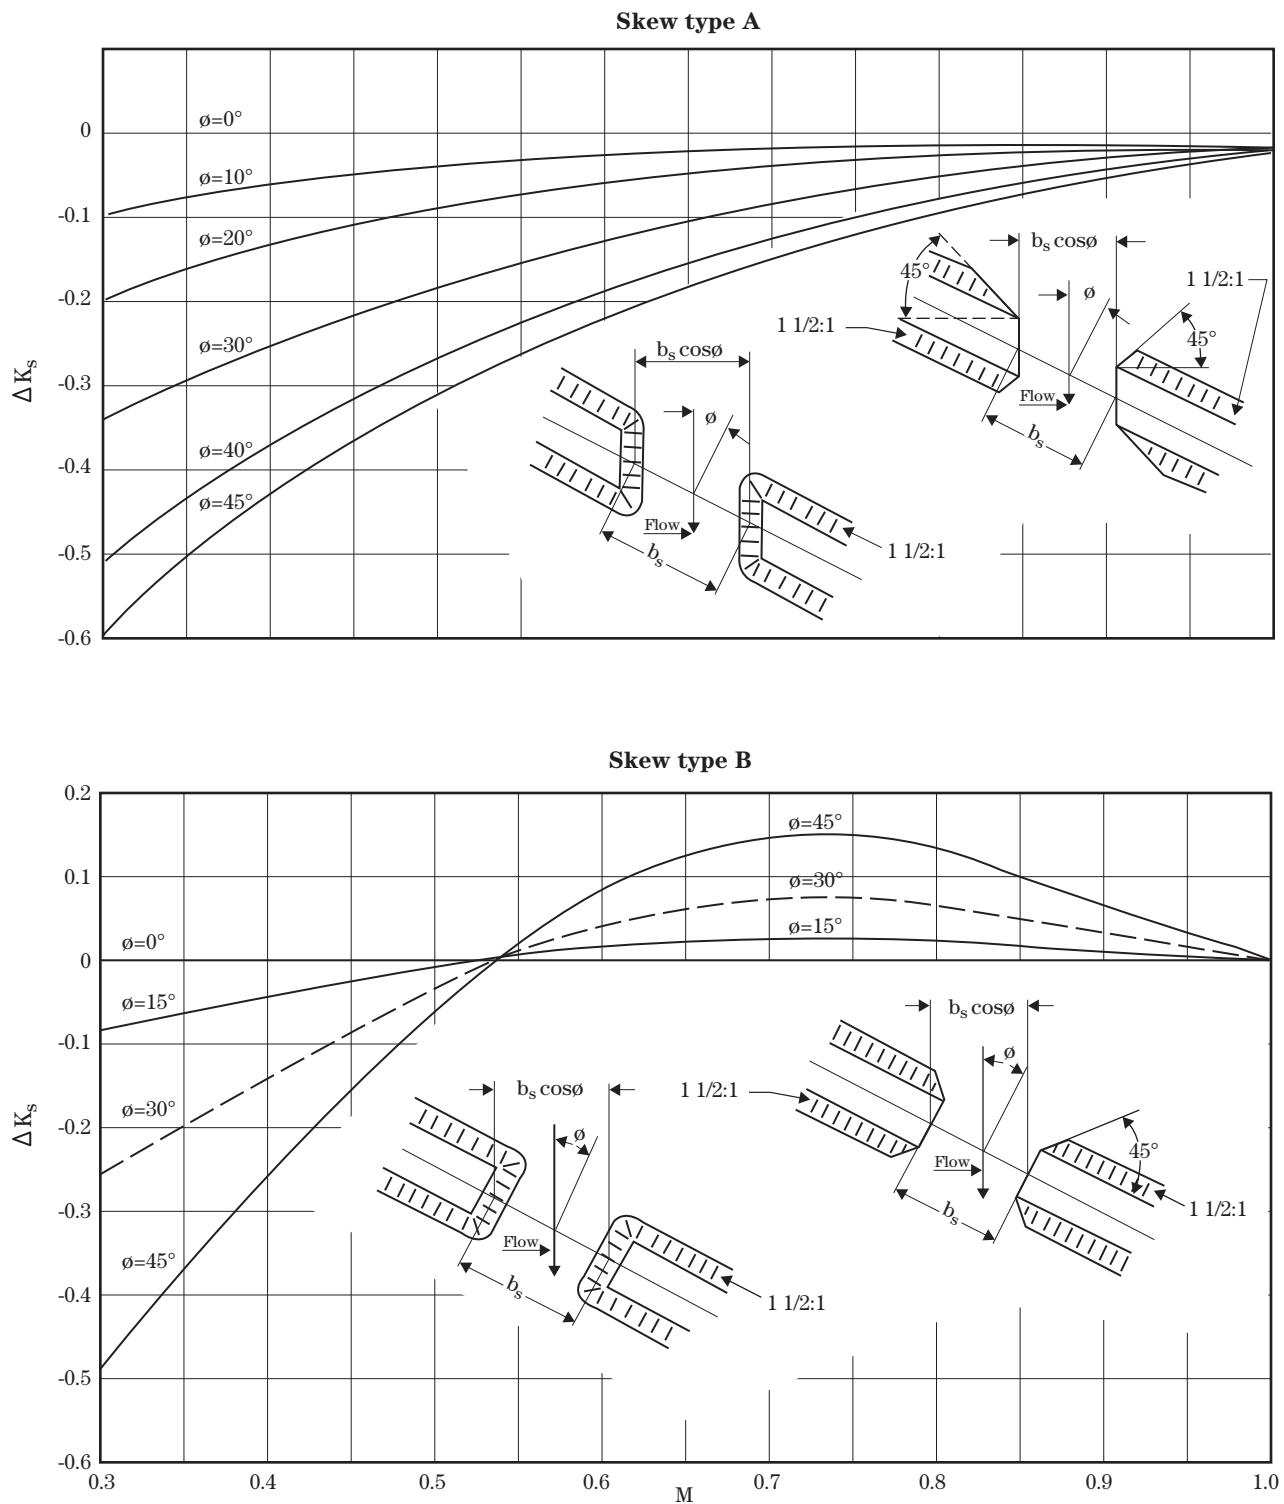 Skew type A
0
-0.1
-0.2
-0.3
-0.4
-0.5
-0.6
Δ Ks
ø=0°
ø=10°
ø=20°
ø=30°
ø=40°
ø=45°
bs cosø
ø
Flow
bs
1 1/2:1
bs cosø
45°
1 1/2:1
ø
1 1/2:1
45°
Flow
bs
Skew type B
0.2
0.1
0
-0.1
-0.2
-0.3
-0.4
-0.5
-0.6
Δ Ks
ø=45°
ø=30°
ø=15°
ø=0°
ø=15°
ø=30°
ø=45°
bs cosø
ø
Flow
bs
1 1/2:1
bs cosø
ø
1 1/2:1
45°
Flow
bs
1 1/2:1
0.3 0.4 0.5 0.6 0.7 0.8 0.9 1.0
M